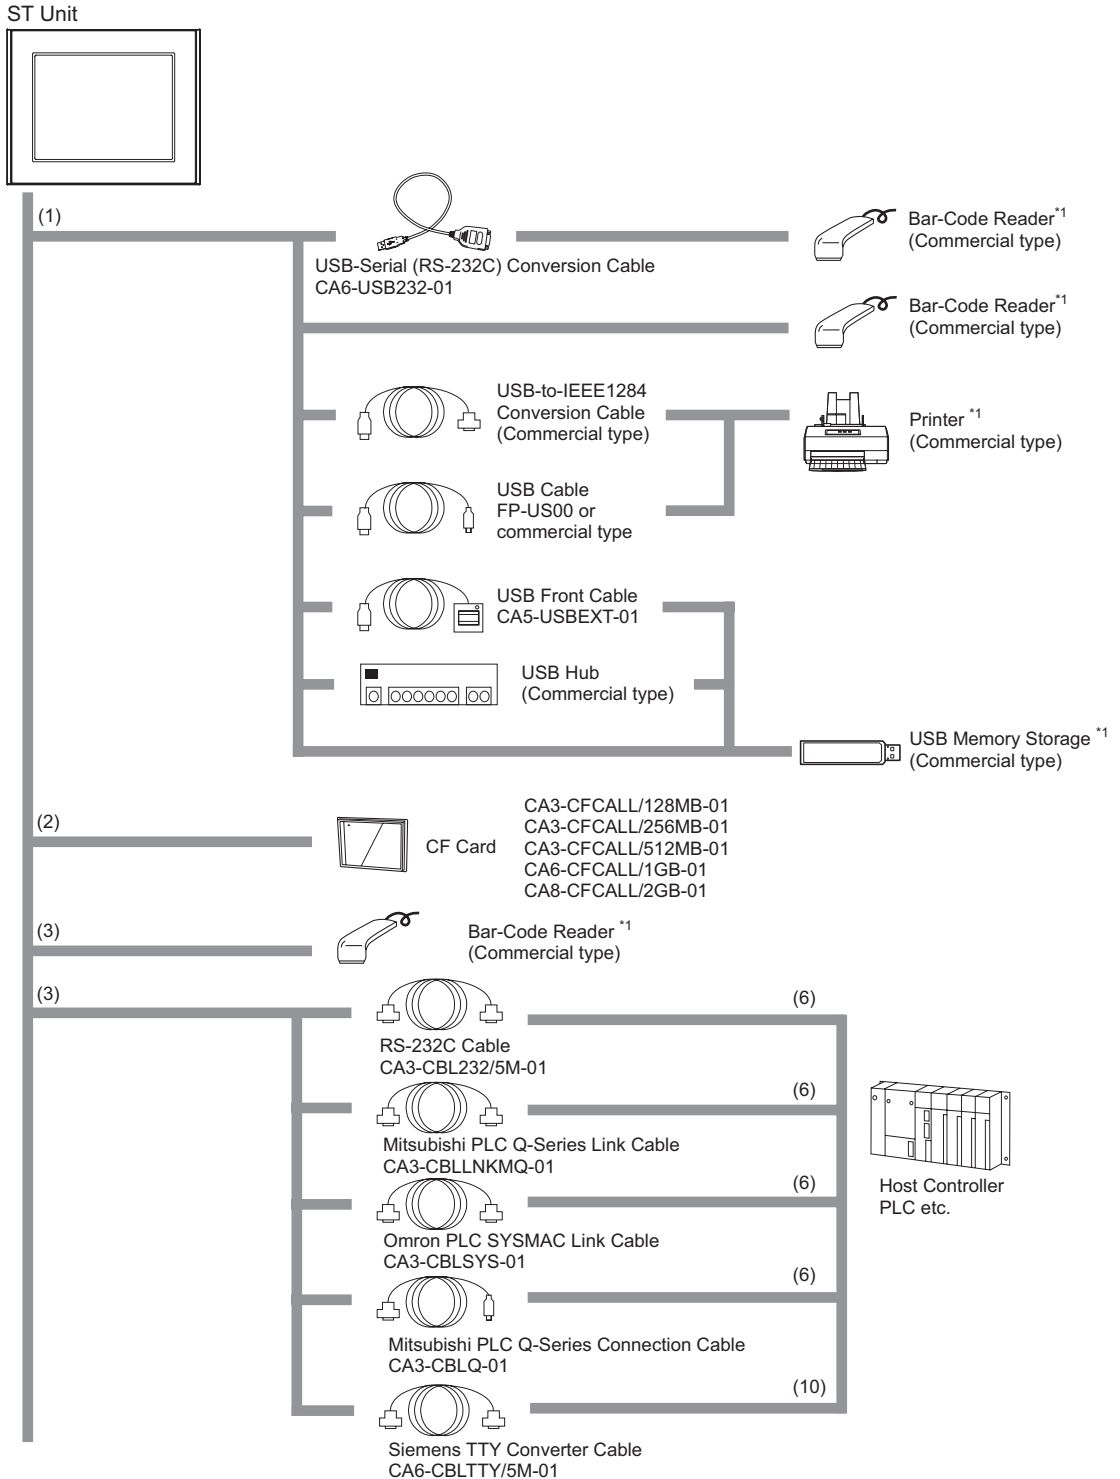 ST Unit
(1)
USB-Serial (RS-232C) Conversion Cable
CA6-USB232-01
Bar-Code Reader*1
(Commercial type)
Bar-Code Reader*1
(Commercial type)
USB-to-IEEE1284
Conversion Cable
(Commercial type)
Printer *1
(Commercial type)
USB Cable
FP-US00 or
commercial type
USB Front Cable
CA5-USBEXT-01
USB Hub
(Commercial type)
USB Memory Storage *1
(Commercial type)
(2)
CF Card
CA3-CFCALL/128MB-01
CA3-CFCALL/256MB-01
CA3-CFCALL/512MB-01
CA6-CFCALL/1GB-01
CA8-CFCALL/2GB-01
(3)
Bar-Code Reader *1
(Commercial type)
(3)
(6)
RS-232C Cable
CA3-CBL232/5M-01
(6)
Mitsubishi PLC Q-Series Link Cable
CA3-CBLLNKMQ-01
(6)
Host Controller
PLC etc.
Omron PLC SYSMAC Link Cable
CA3-CBLSYS-01
(6)
Mitsubishi PLC Q-Series Connection Cable
CA3-CBLQ-01
(10)
Siemens TTY Converter Cable
CA6-CBLTTY/5M-01